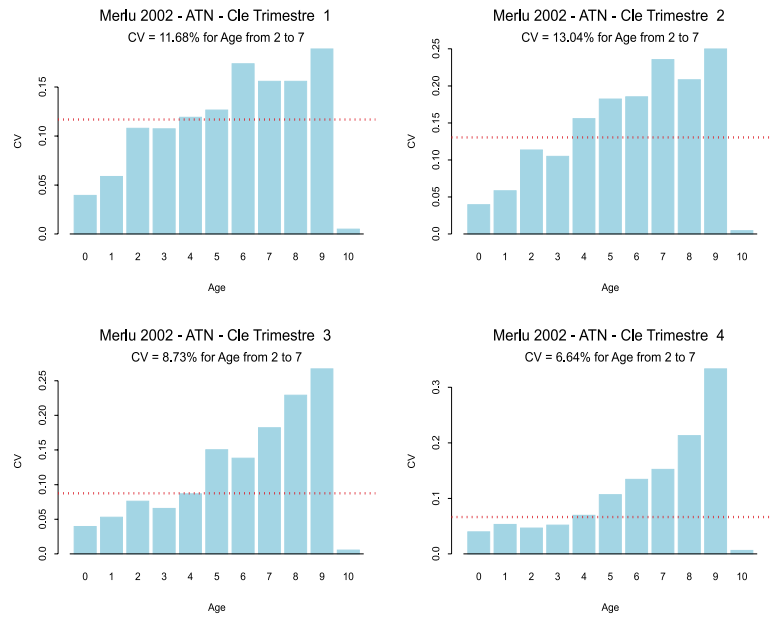 Merlu 2002 - ATN - Cle Trimestre 1
CV = 11.68% for Age from 2 to 7
CV
0.0 0.05 0.10 0.15
0 1 2 3 4 5 6 7 8 9 10
Age
Merlu 2002 - ATN - Cle Trimestre 2
CV = 13.04% for Age from 2 to 7
CV
0.0 0.05 0.10 0.15 0.20 0.25
0 1 2 3 4 5 6 7 8 9 10
Age
Merlu 2002 - ATN - Cle Trimestre 3
CV = 8.73% for Age from 2 to 7
CV
0.0 0.05 0.10 0.15 0.20 0.25
0 1 2 3 4 5 6 7 8 9 10
Age
Merlu 2002 - ATN - Cle Trimestre 4
CV = 6.64% for Age from 2 to 7
CV
0.0 0.1 0.2 0.3
0 1 2 3 4 5 6 7 8 9 10
Age